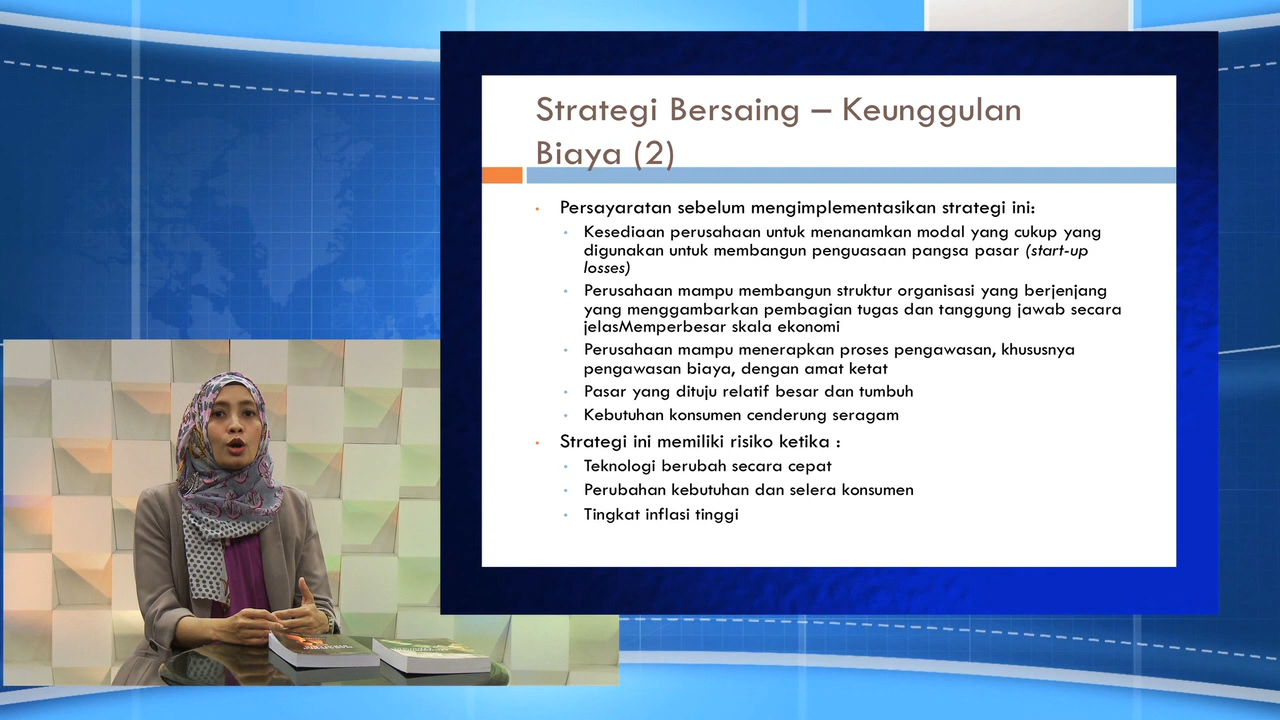 Strategi Bersaing – Keunggulan
Biaya (2)
• Persayaratan sebelum mengimplementasikan strategi ini:
• Kesediaan perusahaan untuk menanamkan modal yang cukup yang
digunakan untuk membangun penguasaan pangsa pasar (start-up
losses)
• Perusahaan mampu membangun struktur organisasi yang berjenjang
yang menggambarkan pembagian tugas dan tanggung jawab secara
jelasMemperbesar skala ekonomi
• Perusahaan mampu menerapkan proses pengawasan, khususnya
pengawasan biaya, dengan amat ketat
• Pasar yang dituju relatif besar dan tumbuh
• Kebutuhan konsumen cenderung seragam
• Strategi ini memiliki risiko ketika :
• Teknologi berubah secara cepat
• Perubahan kebutuhan dan selera konsumen
• Tingkat inflasi tinggi